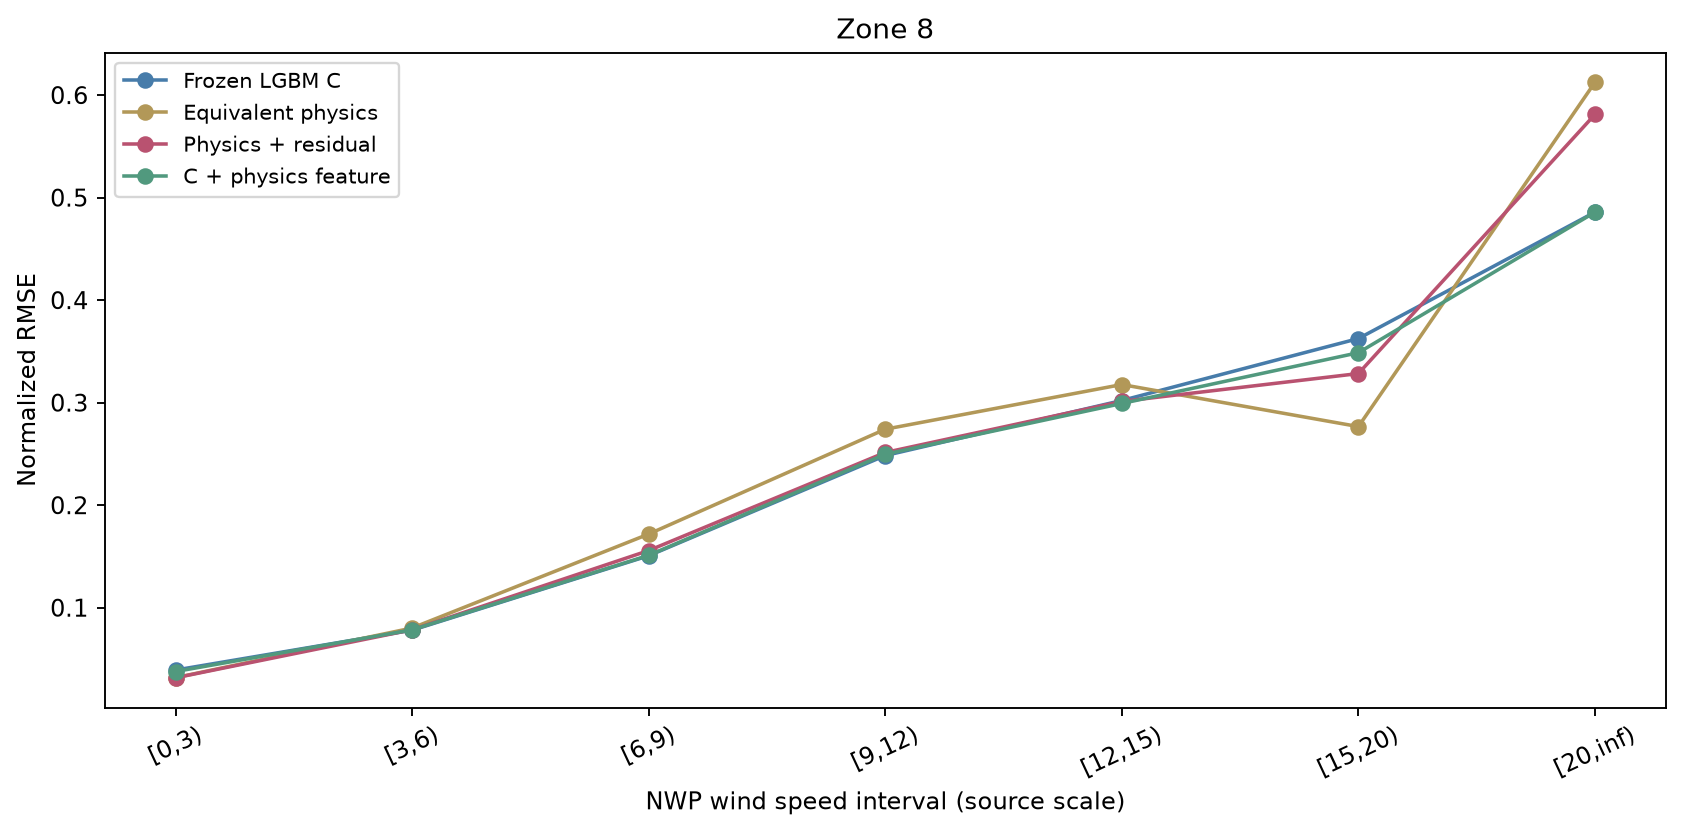 Zone 8
Frozen LGBM C
Equivalent physics
Physics + residual
C + physics feature
Normalized RMSE
0.6
0.5
0.4
0.3
0.2
0.1
[0,3)
[3,6)
[6,9)
[9,12)
[12,15)
[15,20)
[20,inf)
NWP wind speed interval (source scale)